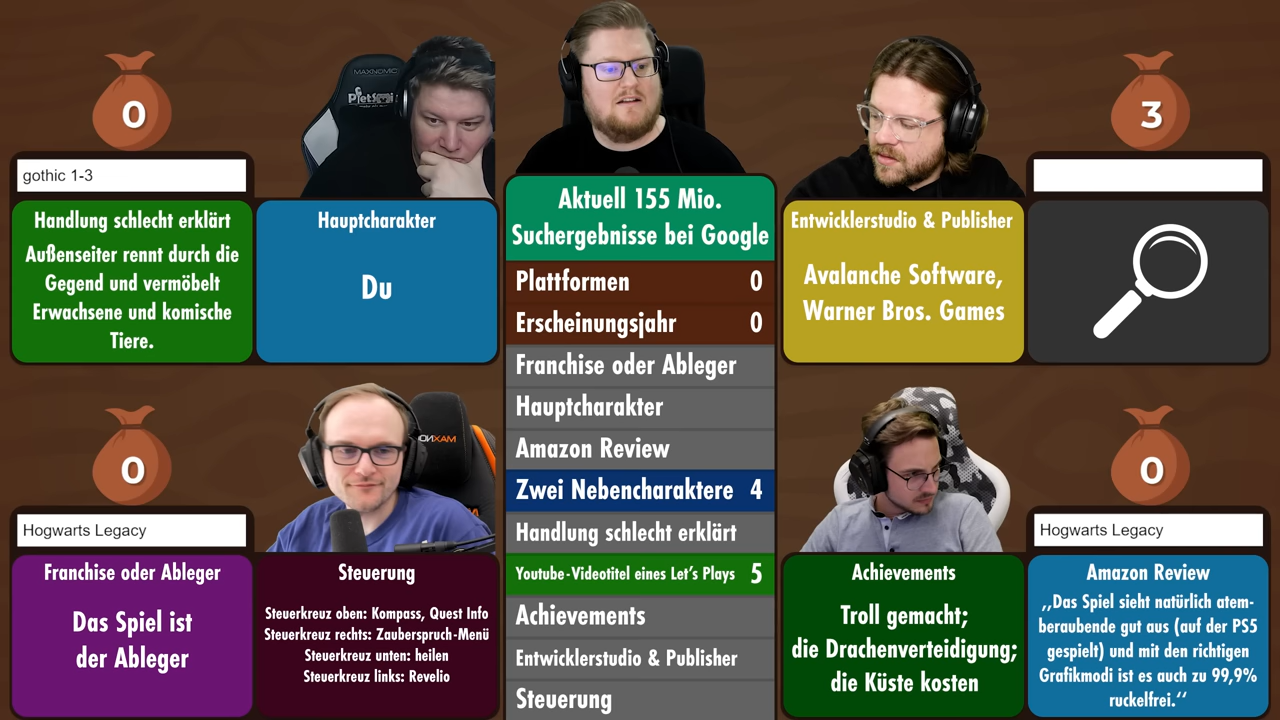 0
MAXNOMIC
PietSmiet
3
gothic 1-3
Handlung schlecht erklärt
Außenseiter rennt durch die
Gegend und vermöbelt
Erwachsene und komische
Tiere.
Hauptcharakter
Du
Aktuell 155 Mio.
Suchergebnisse bei Google
Plattformen 0
Erscheinungsjahr 0
Franchise oder Ableger
Hauptcharakter
Amazon Review
Zwei Nebencharaktere 4
Handlung schlecht erklärt
Youtube-Videotitel eines Let's Plays 5
Achievements
Entwicklerstudio & Publisher
Steuerung
Entwicklerstudio & Publisher
Avalanche Software,
Warner Bros. Games
0
MAXNO
Hogwarts Legacy
Franchise oder Ableger
Das Spiel ist
der Ableger
Steuerung
Steuerkreuz oben: Kompass, Quest Info
Steuerkreuz rechts: Zauberspruch-Menü
Steuerkreuz unten: heilen
Steuerkreuz links: Revelio
0
Hogwarts Legacy
Achievements
Troll gemacht;
die Drachenverteidigung;
die Küste kosten
Amazon Review
,,Das Spiel sieht natürlich atem-
beraubende gut aus (auf der PS5
gespielt) und mit den richtigen
Grafikmodi ist es auch zu 99,9%
ruckelfrei.‘‘